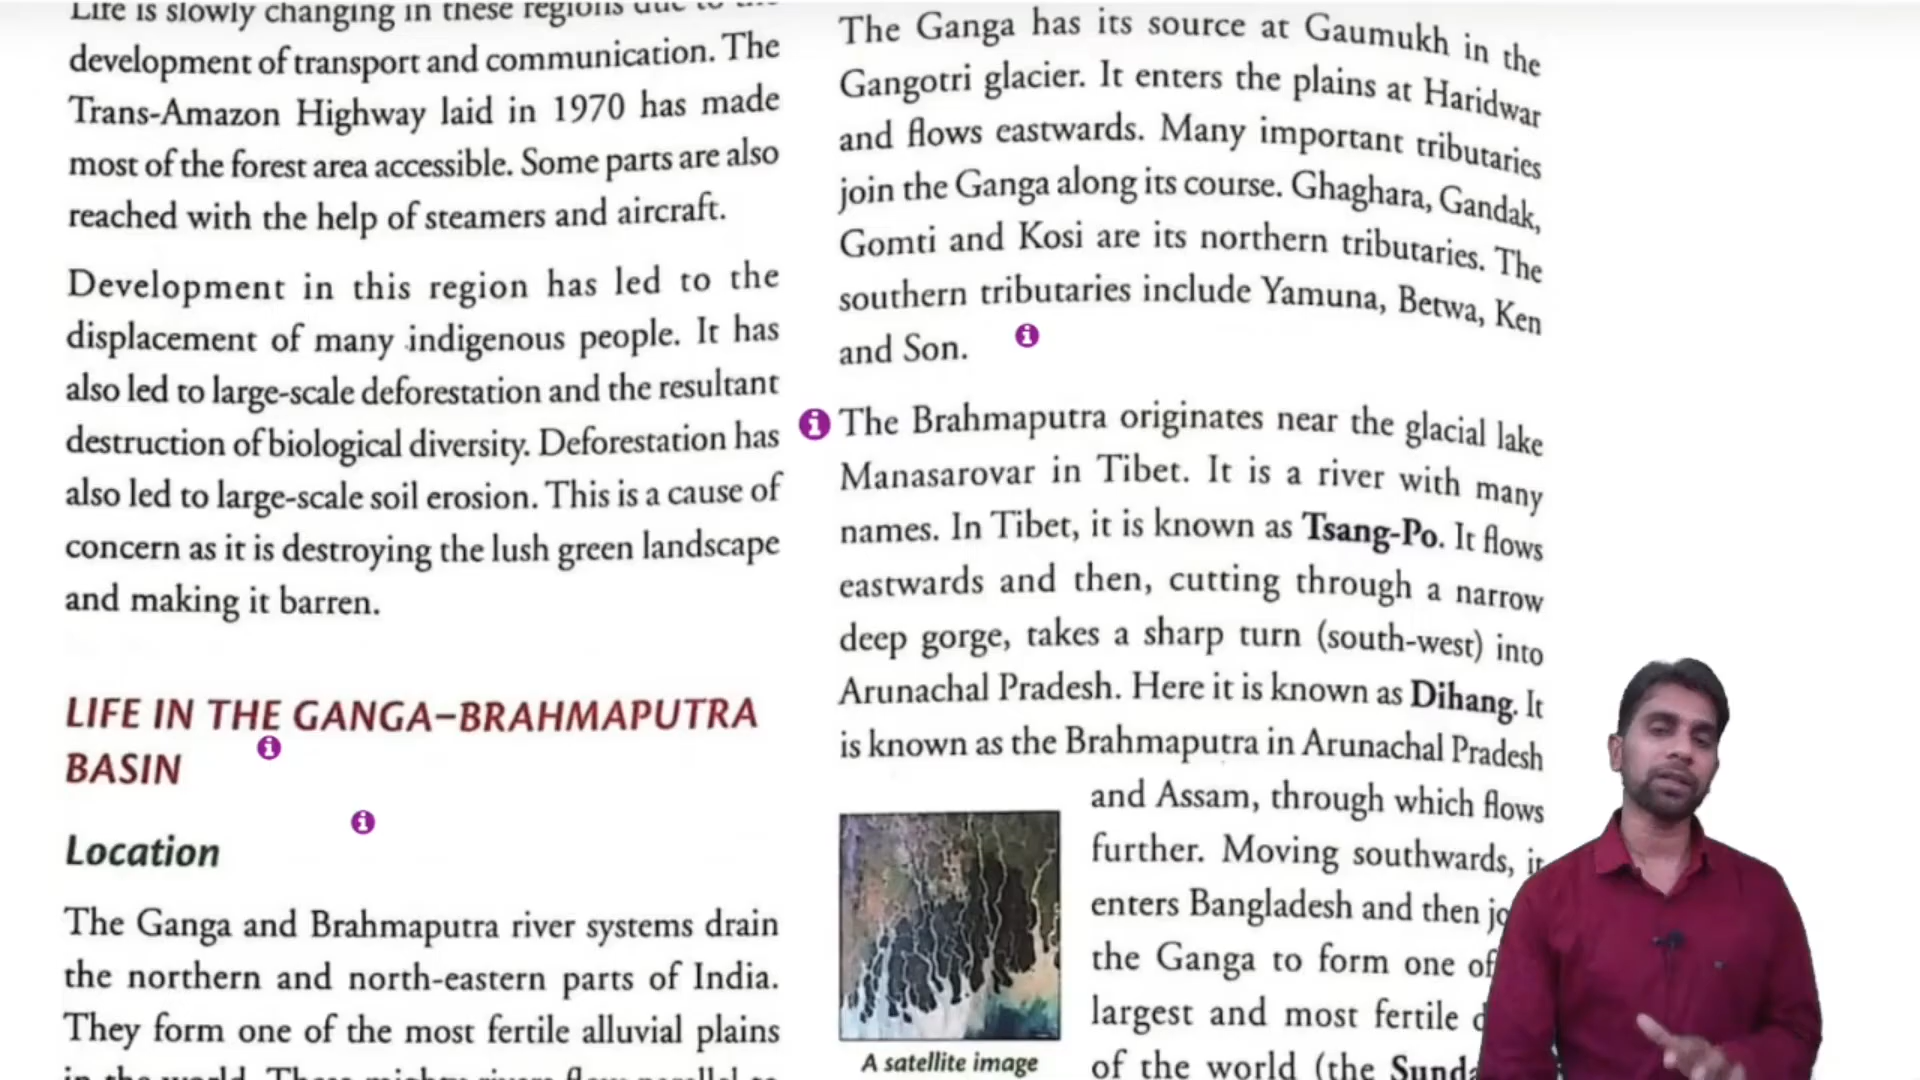 Life is slowly changing in these regions due to the
development of transport and communication. The
Trans-Amazon Highway laid in 1970 has made
most of the forest area accessible. Some parts are also
reached with the help of steamers and aircraft.
Development in this region has led to the
displacement of many indigenous people. It has
also led to large-scale deforestation and the resultant
destruction of biological diversity. Deforestation has
also led to large-scale soil erosion. This is a cause of
concern as it is destroying the lush green landscape
and making it barren.
LIFE IN THE GANGA–BRAHMAPUTRA
BASIN
Location
The Ganga and Brahmaputra river systems drain
the northern and north-eastern parts of India.
They form one of the most fertile alluvial plains
in the world. These mighty rivers flow parallel to
The Ganga has its source at Gaumukh in the
Gangotri glacier. It enters the plains at Haridwar
and flows eastwards. Many important tributaries
join the Ganga along its course. Ghaghara, Gandak,
Gomti and Kosi are its northern tributaries. The
southern tributaries include Yamuna, Betwa, Ken
and Son.
The Brahmaputra originates near the glacial lake
Manasarovar in Tibet. It is a river with many
names. In Tibet, it is known as Tsang-Po. It flows
eastwards and then, cutting through a narrow
deep gorge, takes a sharp turn (south-west) into
Arunachal Pradesh. Here it is known as Dihang. It
is known as the Brahmaputra in Arunachal Pradesh
and Assam, through which flows
further. Moving southwards, it
enters Bangladesh and then
the Ganga to form one of
largest and most fertile
of the world (the
A satellite image